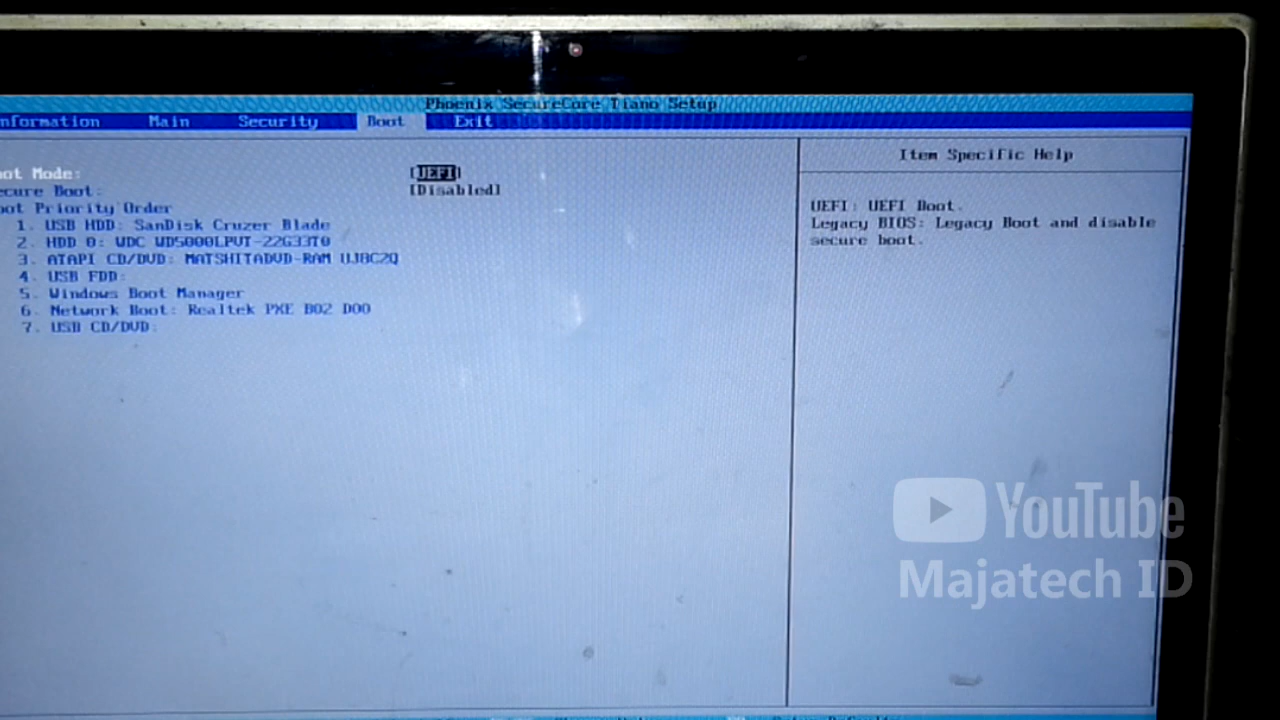 Phoenix SecureCore Tiano Setup
nformation Main Security Boot Exit
ot Mode: [UEFI]
ecure Boot: [Disabled]
ot Priority Order
1. USB HDD: SanDisk Cruzer Blade
2. HDD 0: WDC WD5000LPVT-22G33T0
3. ATAPI CD/DVD: MATSHITADVD-RAM UJ8C2Q
4. USB FDD:
5. Windows Boot Manager
6. Network Boot: Realtek PXE B02 D00
7. USB CD/DVD:
Item Specific Help
UEFI: UEFI Boot.
Legacy BIOS: Legacy Boot and disable
secure boot.
YouTube
Majatech ID